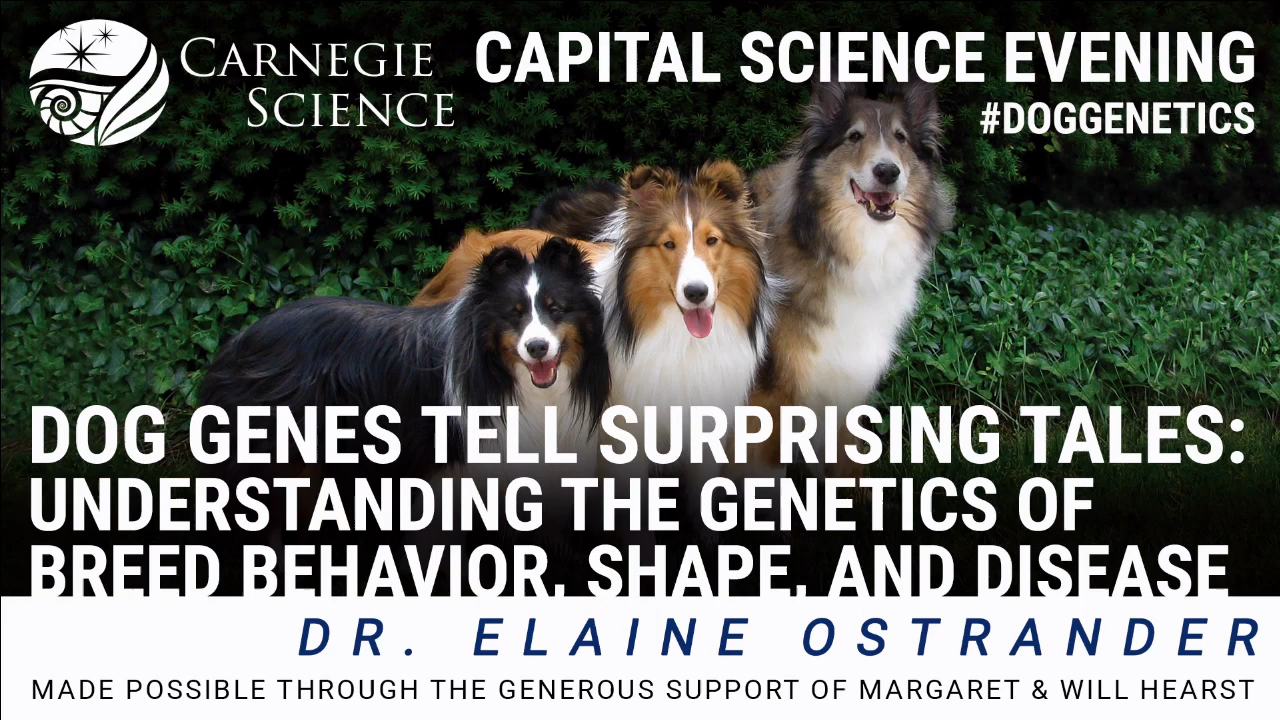 CARNEGIE
SCIENCE
CAPITAL SCIENCE EVENING
#DOGGENETICS
DOG GENES TELL SURPRISING TALES:
UNDERSTANDING THE GENETICS OF
BREED BEHAVIOR, SHAPE, AND DISEASE
DR. ELAINE OSTRANDER
MADE POSSIBLE THROUGH THE GENEROUS SUPPORT OF MARGARET & WILL HEARST